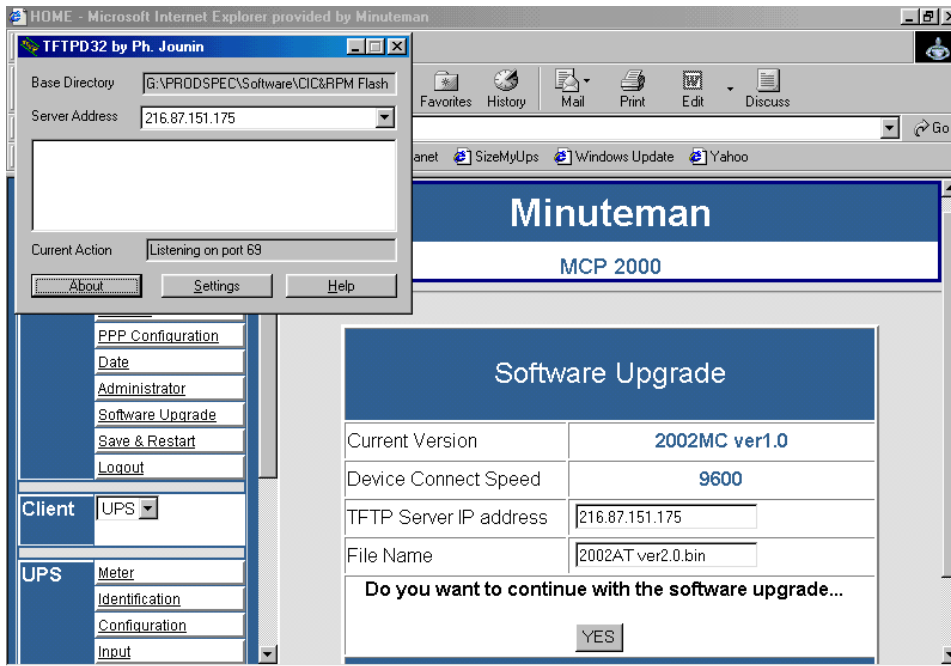 HOME - Microsoft Internet Explorer provided by Minuteman
TFTPD32 by Ph. Jounin
Base Directory G:\PRODSPEC\Software\CIC&RPM Flash
Server Address 216.87.151.175
Current Action Listening on port 69
About Settings Help
Favorites History Mail Print Edit Discuss
Go
anet SizeMyUps Windows Update Yahoo
Minuteman
MCP 2000
PPP Configuration
Date
Administrator
Software Upgrade
Save & Restart
Logout
Client UPS
UPS Meter
Identification
Configuration
Input
Software Upgrade
Current Version 2002MC ver1.0
Device Connect Speed 9600
TFTP Server IP address 216.87.151.175
File Name 2002AT ver2.0.bin
Do you want to continue with the software upgrade...
YES